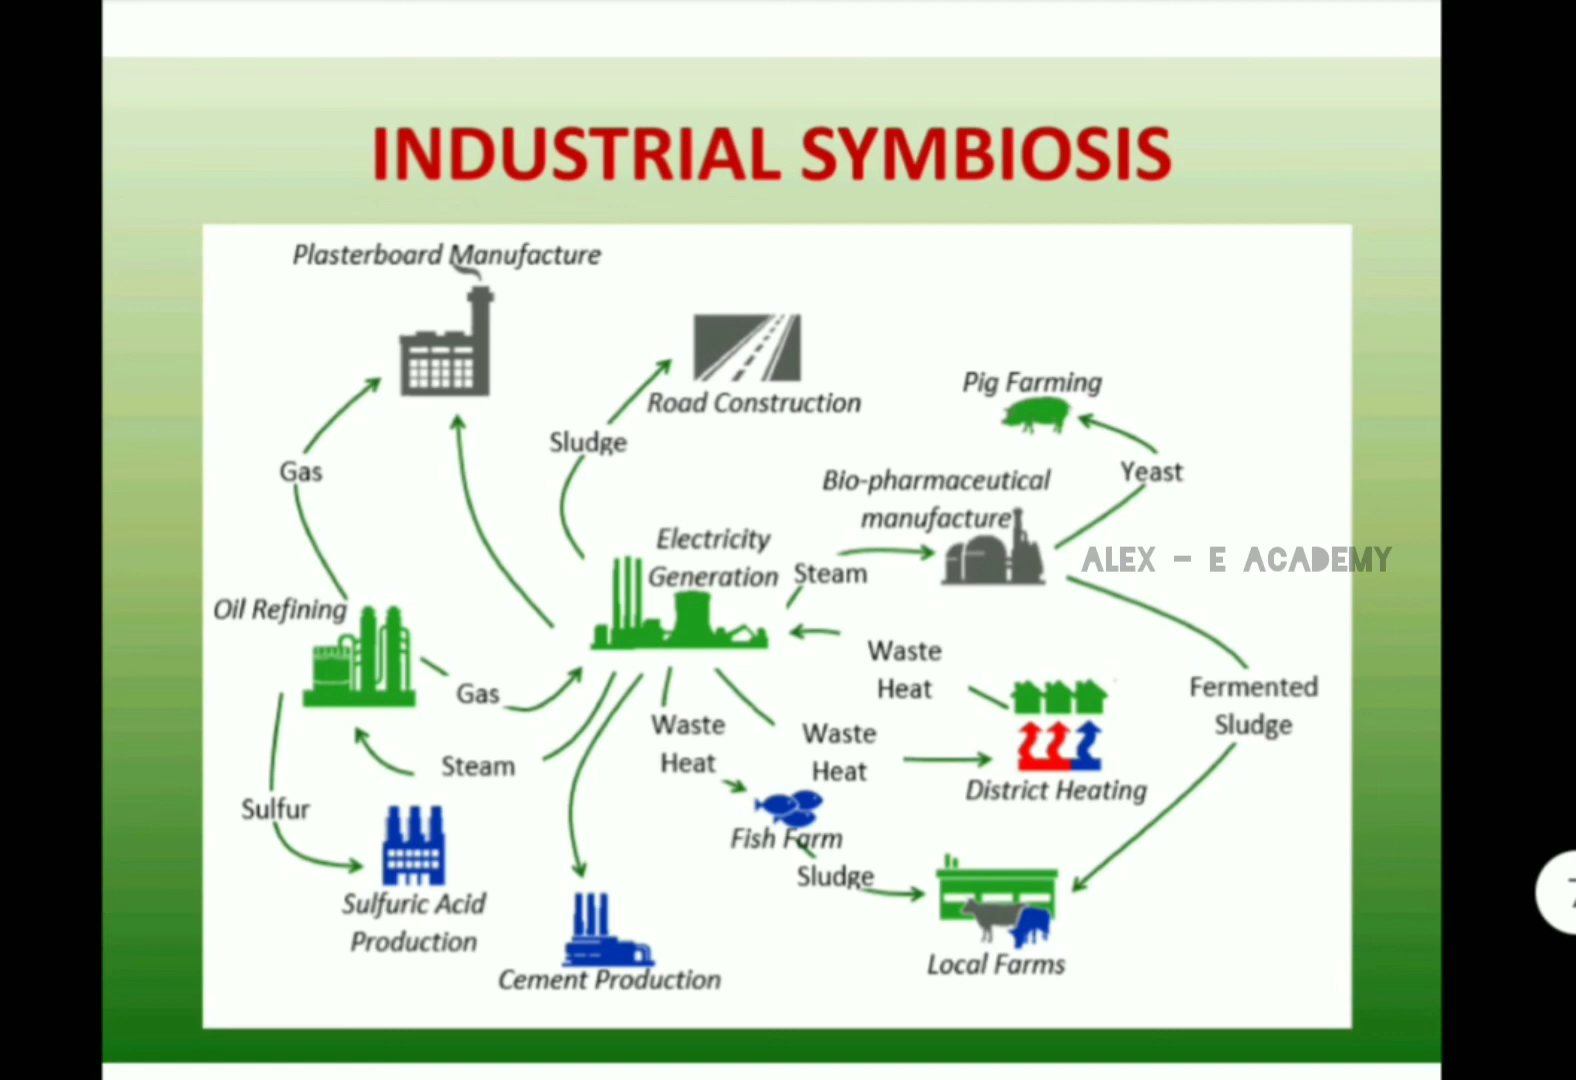 INDUSTRIAL SYMBIOSIS
Plasterboard Manufacture
Road Construction
Pig Farming
Sludge
Gas
Yeast
Bio-pharmaceutical
manufacture
Electricity
Generation
Steam
ALEX - E ACADEMY
Oil Refining
Waste
Heat
Gas
Fermented
Sludge
Waste
Heat
Waste
Heat
Steam
District Heating
Sulfur
Fish Farm
Sludge
Sulfuric Acid
Production
Local Farms
Cement Production